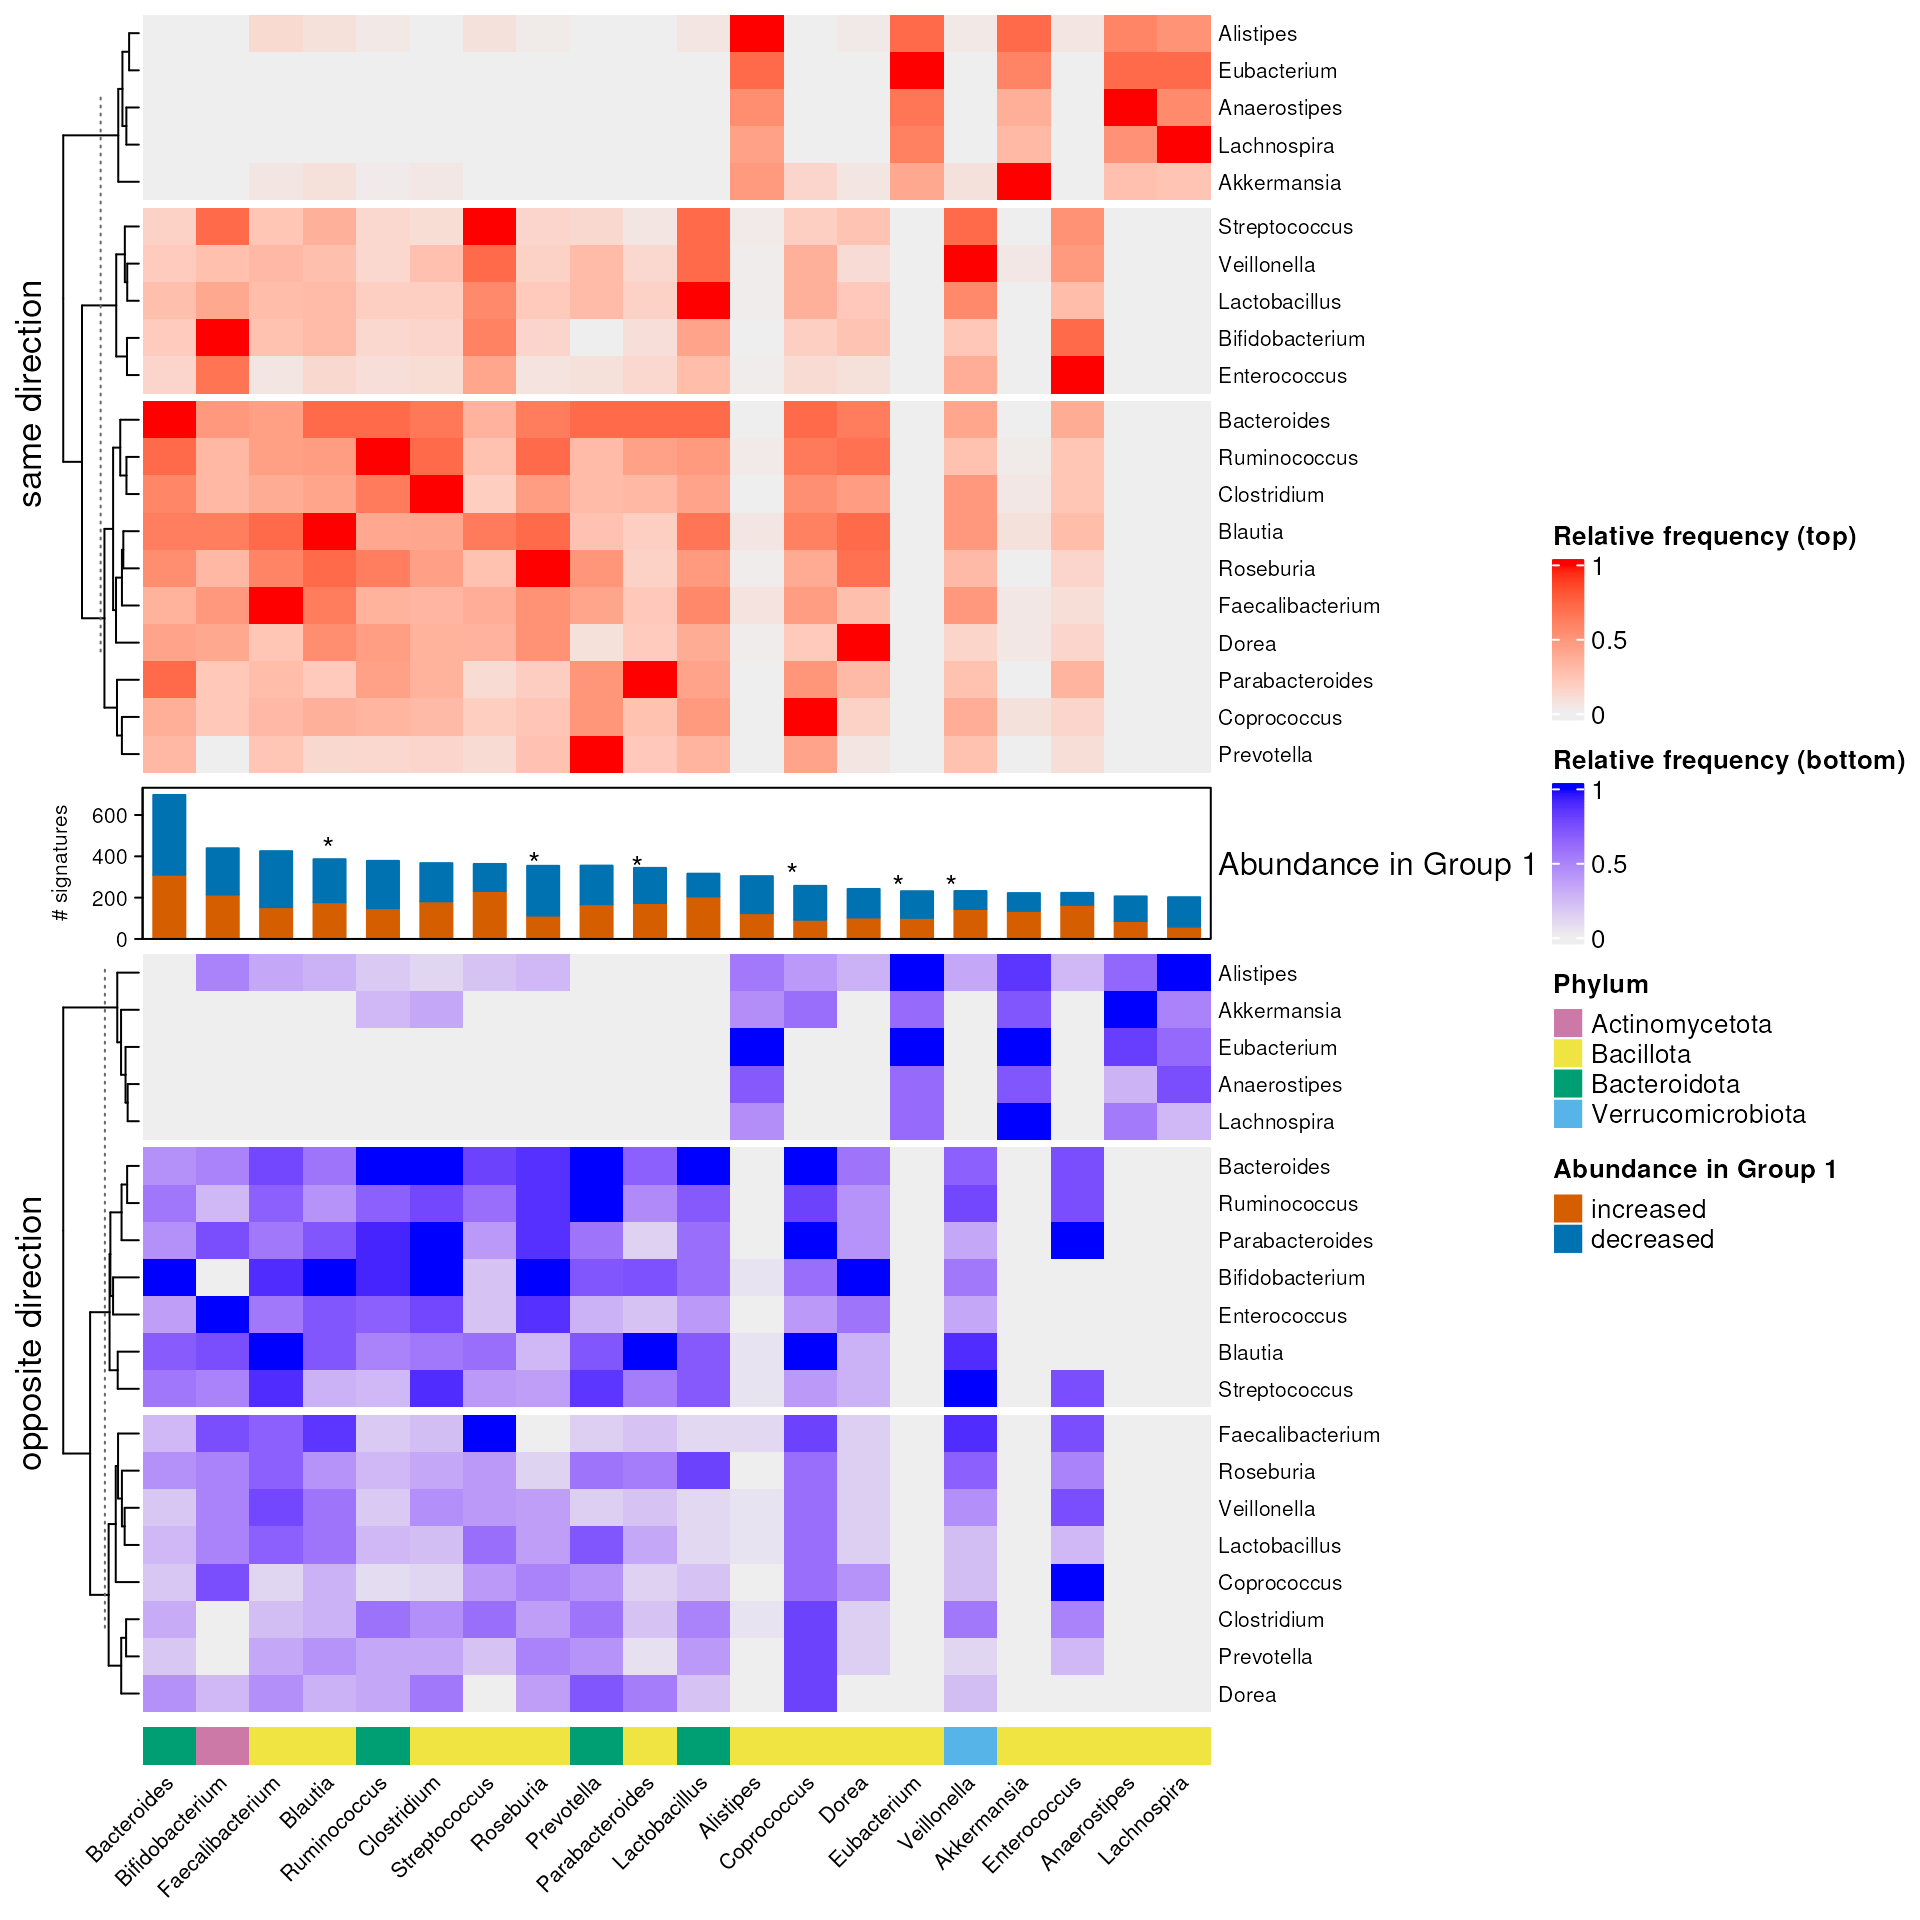 same direction
Alistipes
Eubacterium
Anaerostipes
Lachnospira
Akkermansia
Streptococcus
Veillonella
Lactobacillus
Bifidobacterium
Enterococcus
Bacteroides
Ruminococcus
Clostridium
Blautia
Roseburia
Faecalibacterium
Dorea
Parabacteroides
Coprococcus
Prevotella
# signatures
600
400
200
0
* * * * * *
Abundance in Group 1
opposite direction
Alistipes
Akkermansia
Eubacterium
Anaerostipes
Lachnospira
Bacteroides
Ruminococcus
Parabacteroides
Bifidobacterium
Enterococcus
Blautia
Streptococcus
Faecalibacterium
Roseburia
Veillonella
Lactobacillus
Coprococcus
Clostridium
Prevotella
Dorea
Bacteroides
Bifidobacterium
Faecalibacterium
Blautia
Ruminococcus
Clostridium
Streptococcus
Roseburia
Prevotella
Parabacteroides
Lactobacillus
Alistipes
Coprococcus
Dorea
Eubacterium
Veillonella
Akkermansia
Enterococcus
Anaerostipes
Lachnospira
Relative frequency (top)
1
0.5
0
Relative frequency (bottom)
1
0.5
0
Phylum
Actinomycetota
Bacillota
Bacteroidota
Verrucomicrobiota
Abundance in Group 1
increased
decreased